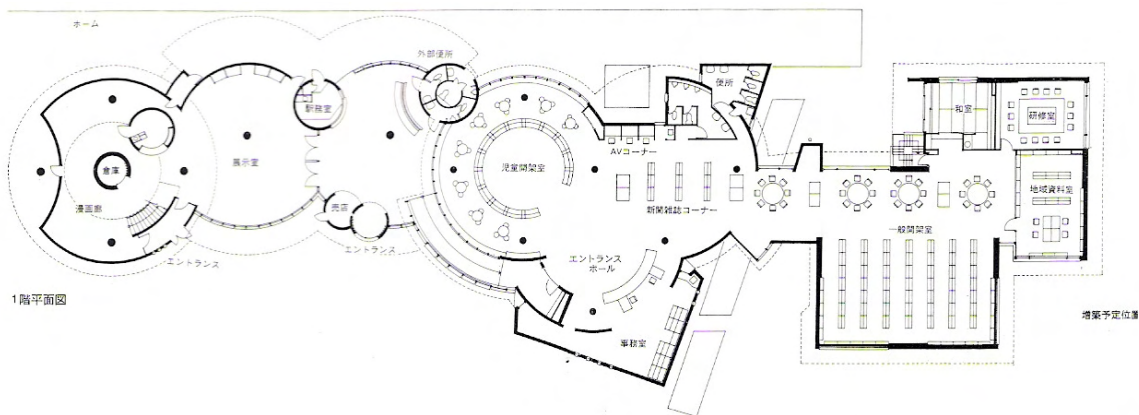 ホーム
外部便所
便所
駅務室
和室
研修室
AVコーナー
展示室
倉庫
児童開架室
地域資料室
漫画廊
売店
新聞雑誌コーナー
一般開架室
エントランス
エントランス
エントランス
ホール
1階平面図
増築予定位置
事務室